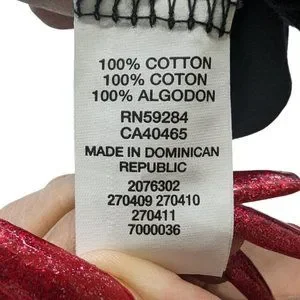 100% COTTON
100% COTON
100% ALGODON
RN59284
CA40465
MADE IN DOMINICAN
REPUBLIC
2076302
270409 270410
270411
7000036